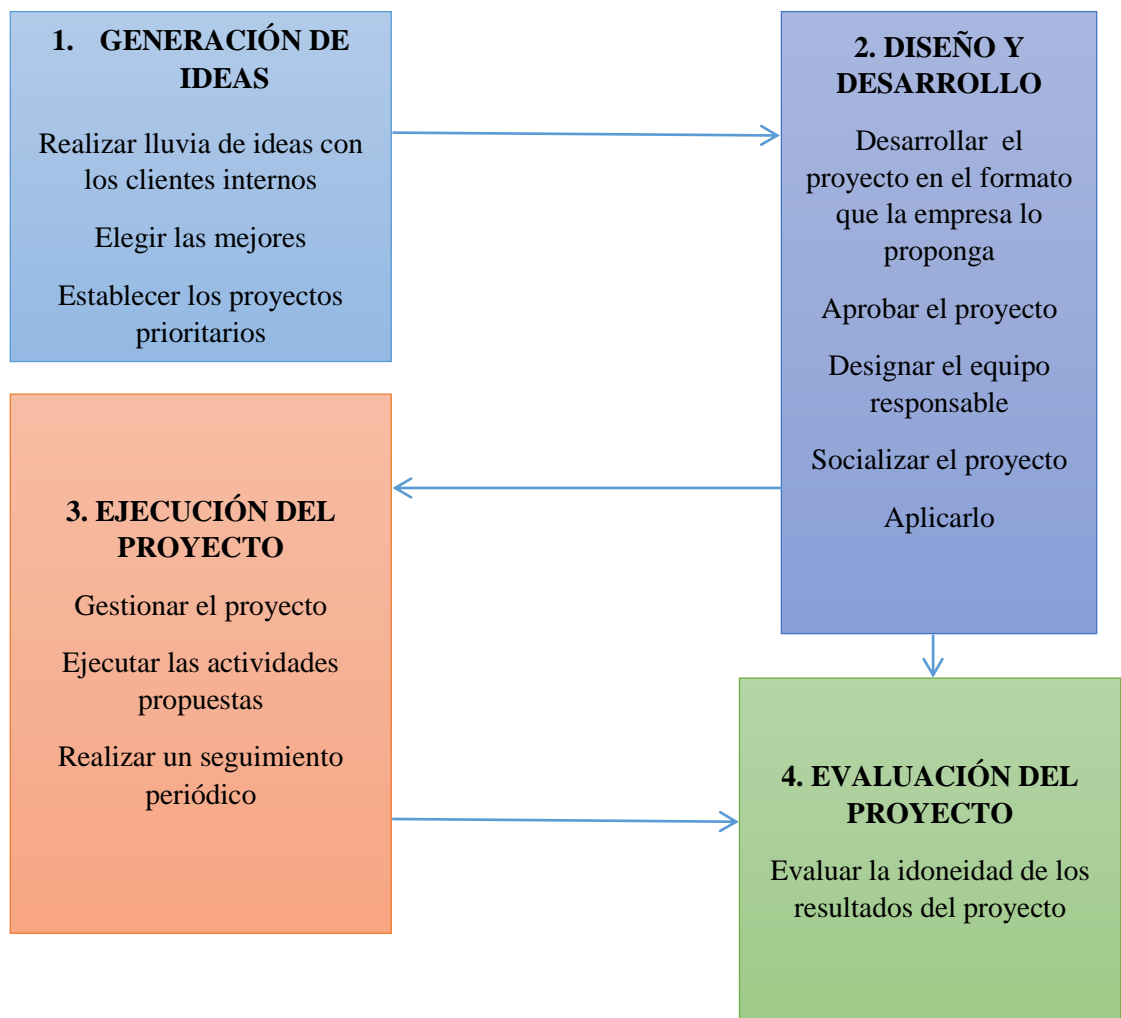 1. GENERACIÓN DE
IDEAS
Realizar lluvia de ideas con
los clientes internos
Elegir las mejores
Establecer los proyectos
prioritarios
2. DISEÑO Y
DESARROLLO
Desarrollar el
proyecto en el formato
que la empresa lo
proponga
Aprobar el proyecto
Designar el equipo
responsable
Socializar el proyecto
Aplicarlo
3. EJECUCIÓN DEL
PROYECTO
Gestionar el proyecto
Ejecutar las actividades
propuestas
Realizar un seguimiento
periódico
4. EVALUACIÓN DEL
PROYECTO
Evaluar la idoneidad de los
resultados del proyecto